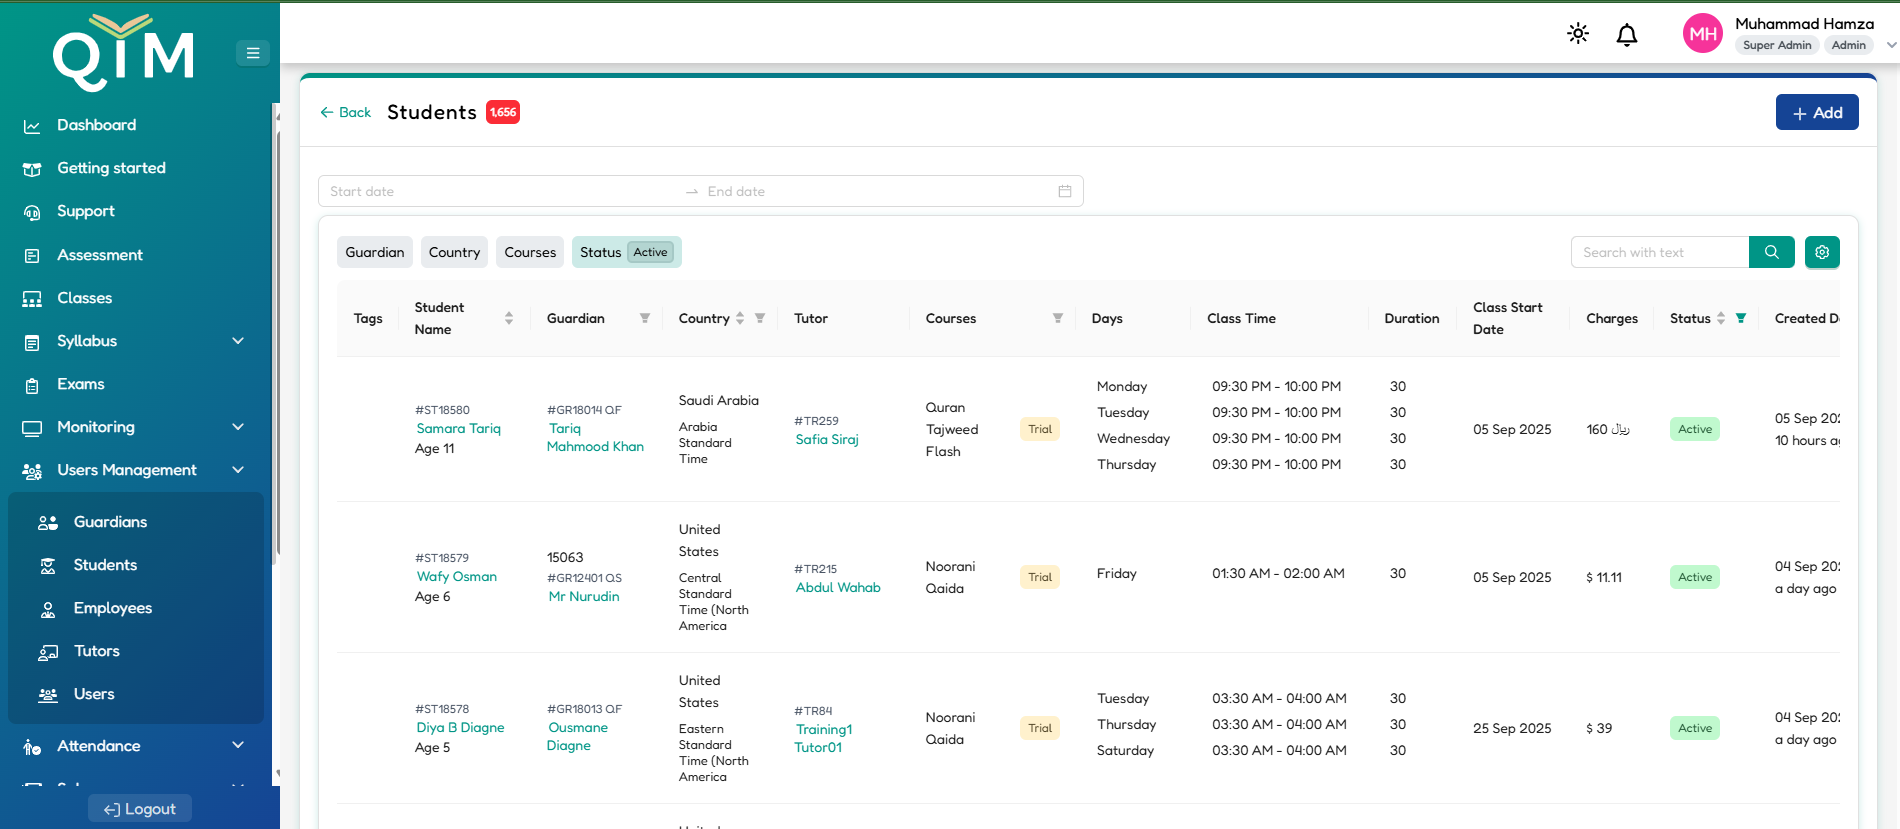 QIM
Dashboard
Getting started
Support
Assessment
Classes
Syllabus
Exams
Monitoring
Users Management
Guardians
Students
Employees
Tutors
Users
Attendance
Logout
MH
Muhammad Hamza
Super Admin Admin
Back Students 1,656
Add
Start date End date
Guardian Country Courses Status Active
Search with text
Tags Student Name Guardian Country Tutor Courses Days Class Time Duration Class Start Date Charges Status Created
#ST18580
Samara Tariq
Age 11
#GR18014 QF
Tariq
Mahmood Khan
Saudi Arabia
Arabia
Standard
Time
#TR259
Safia Siraj
Quran
Tajweed
Flash
Trial
Monday 09:30 PM - 10:00 PM 30
Tuesday 09:30 PM - 10:00 PM 30
Wednesday 09:30 PM - 10:00 PM 30
Thursday 09:30 PM - 10:00 PM 30
05 Sep 2025
160 ﷼
Active
05 Sep
10 hours
#ST18579
Wafy Osman
Age 6
15063
#GR12401 QS
Mr Nurudin
United
States
Central
Standard
Time (North
America
#TR215
Abdul Wahab
Noorani
Qaida
Trial
Friday 01:30 AM - 02:00 AM 30
05 Sep 2025
$ 11.11
Active
04 Sep
a day ago
#ST18578
Diya B Diagne
Age 5
#GR18013 QF
Ousmane
Diagne
United
States
Eastern
Standard
Time (North
America
#TR84
Training1
Tutor01
Noorani
Qaida
Trial
Tuesday 03:30 AM - 04:00 AM 30
Thursday 03:30 AM - 04:00 AM 30
Saturday 03:30 AM - 04:00 AM 30
25 Sep 2025
$ 39
Active
04 Sep
a day ago